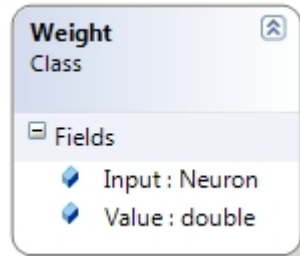 Weight
Class
Fields
Input : Neuron
Value : double